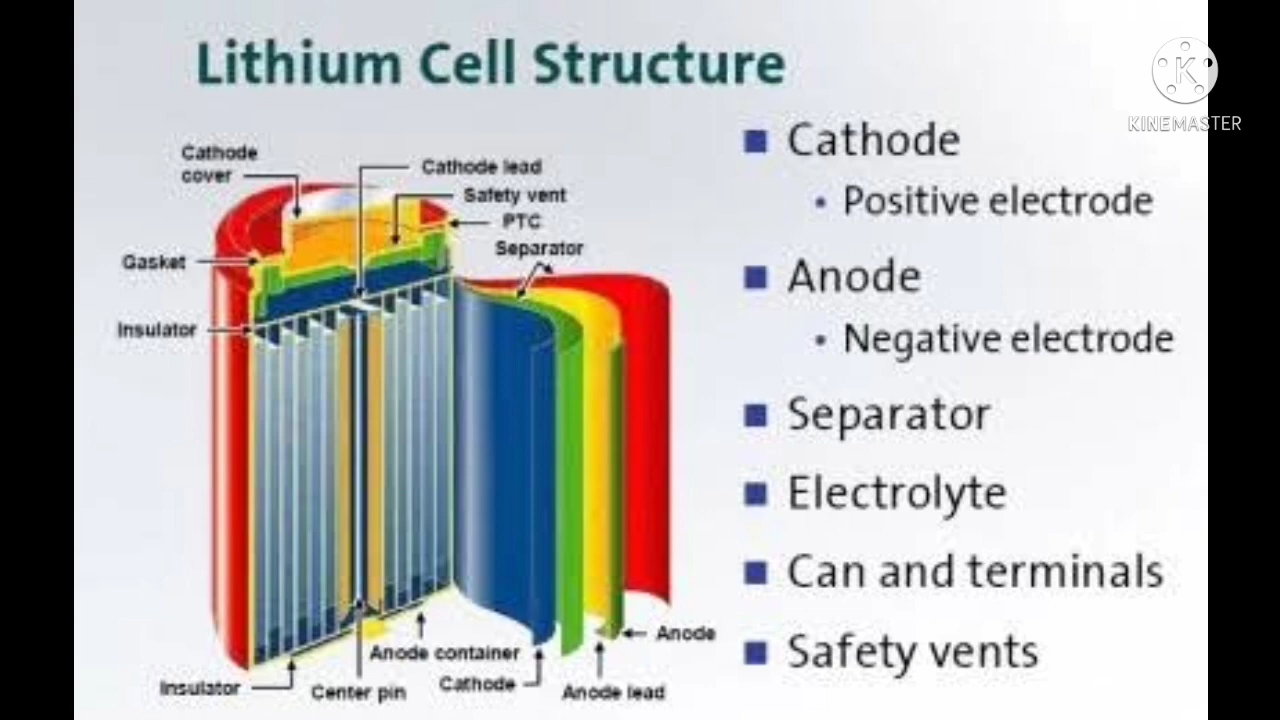 Lithium Cell Structure
KINEMASTER
Cathode
cover
Cathode lead
Safety vent
PTC
Separator
Gasket
Insulator
Anode
Anode container
Cathode
Insulator
Center pin
Anode lead
■ Cathode
• Positive electrode
■ Anode
• Negative electrode
■ Separator
■ Electrolyte
■ Can and terminals
■ Safety vents